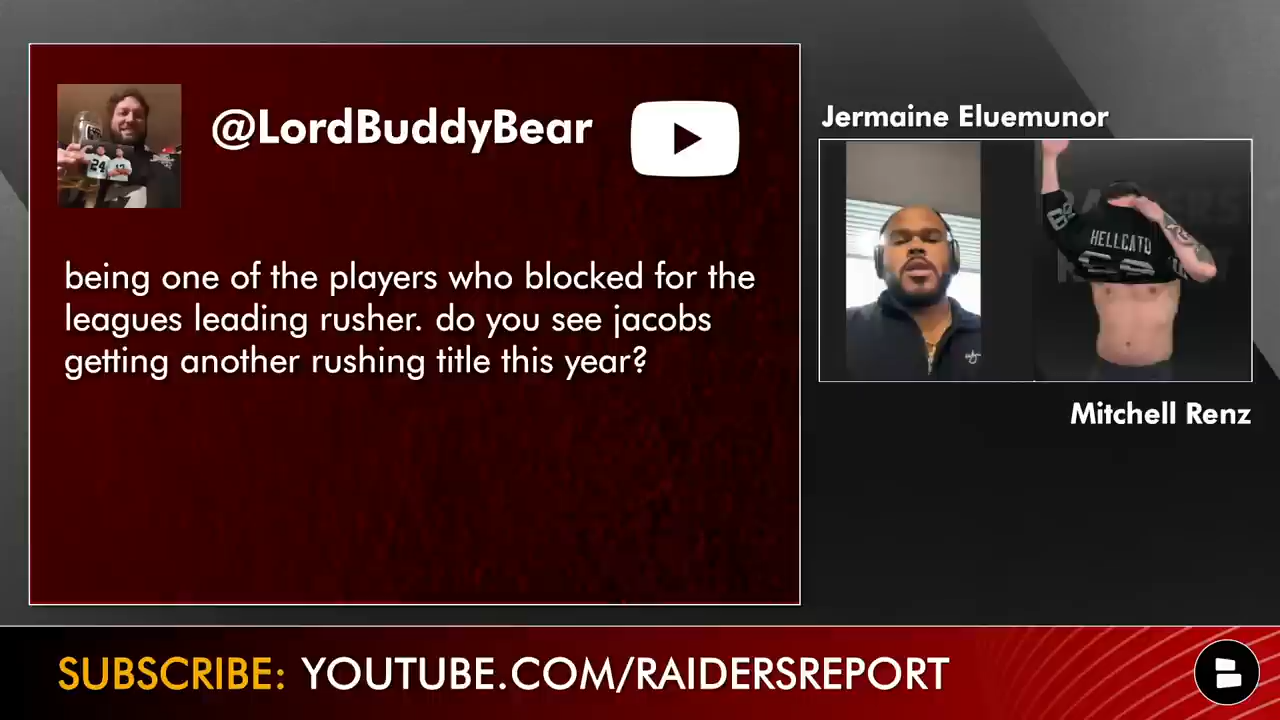 @LordBuddyBear
being one of the players who blocked for the
leagues leading rusher. do you see jacobs
getting another rushing title this year?
Jermaine Eluemunor
HELLCATO
Mitchell Renz
SUBSCRIBE: YOUTUBE.COM/RAIDERSREPORT